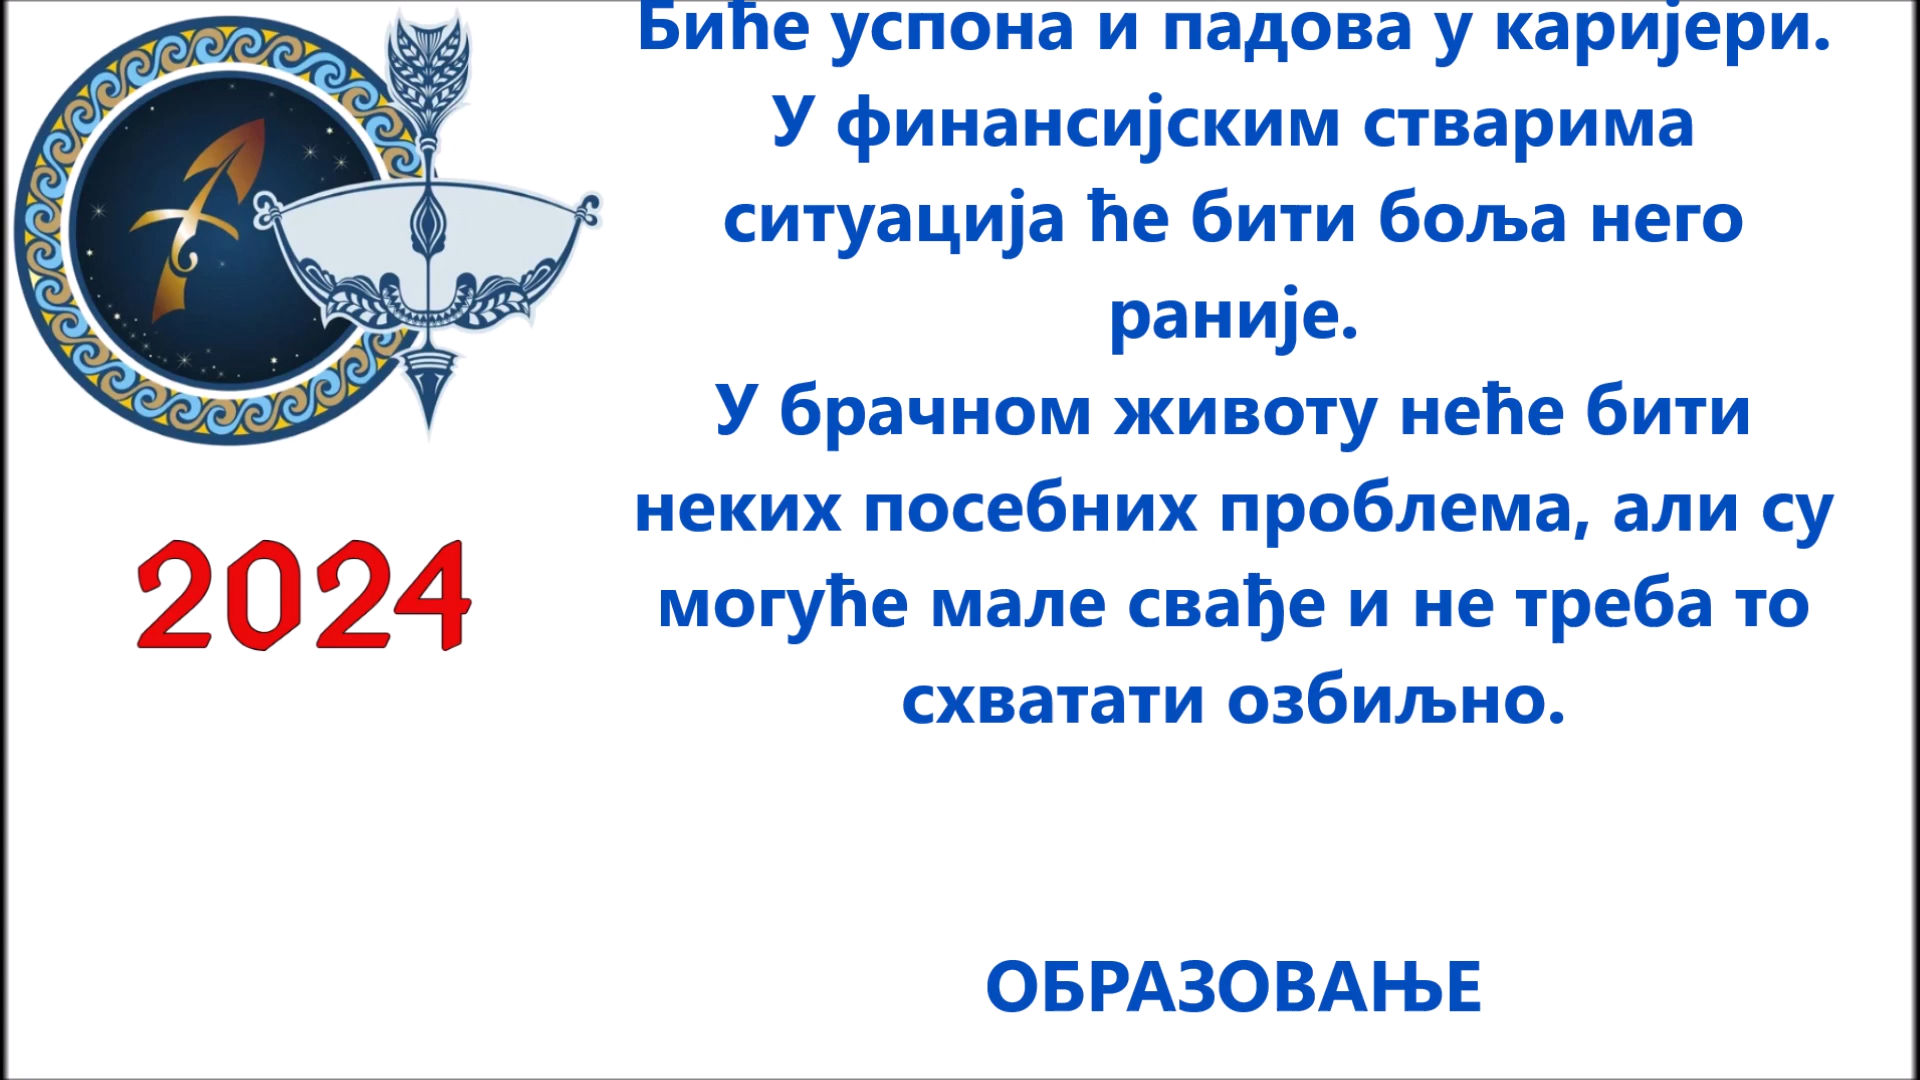 Биће успона и падова у каријери.
У финансијским стварима
ситуација ће бити боља него
раније.
У брачном животу неће бити
неких посебних проблема, али су
могуће мале свађе и не треба то
схватати озбиљно.
2024
ОБРАЗОВАЊЕ